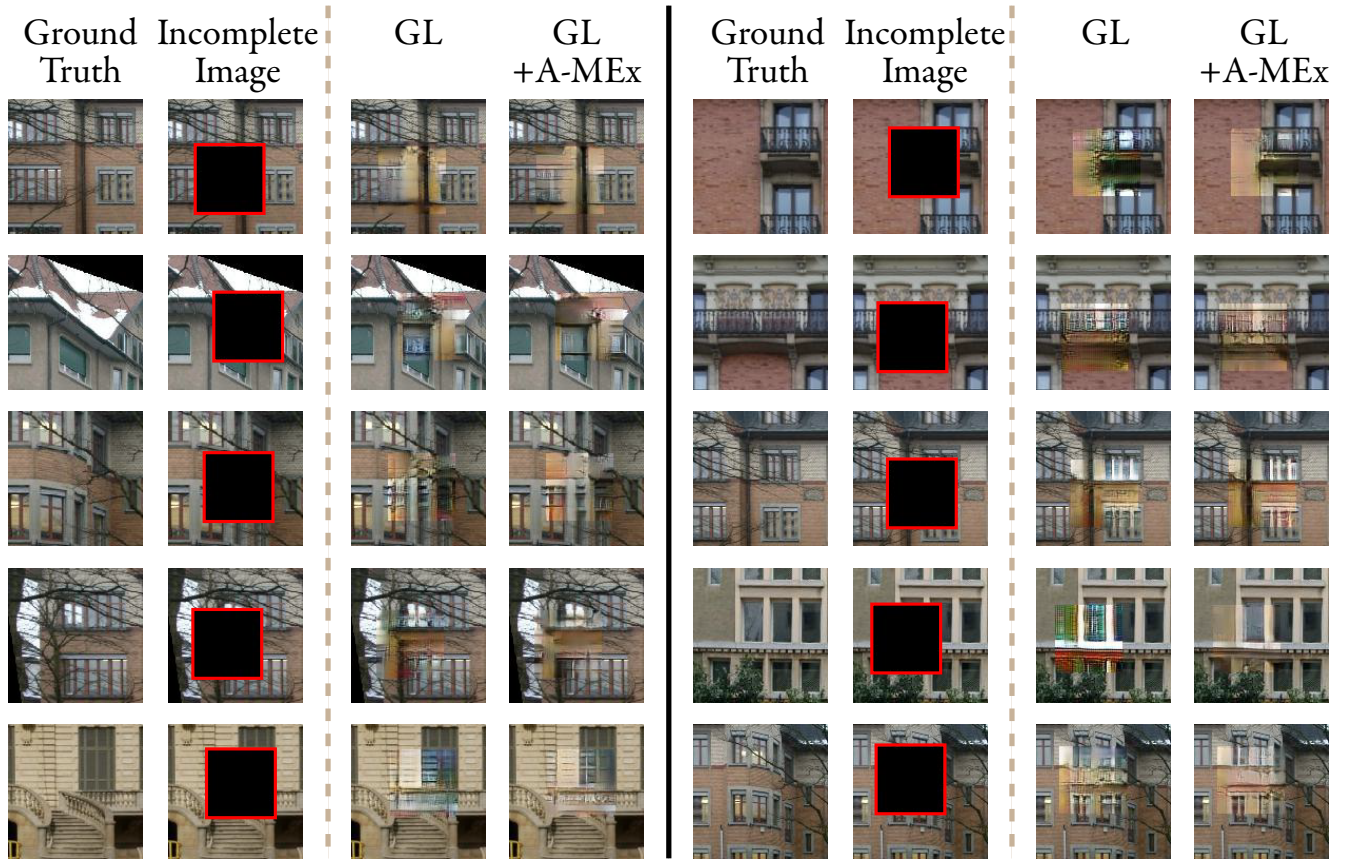 Ground Truth
Incomplete Image
GL
GL +A-MEx
Ground Truth
Incomplete Image
GL
GL +A-MEx